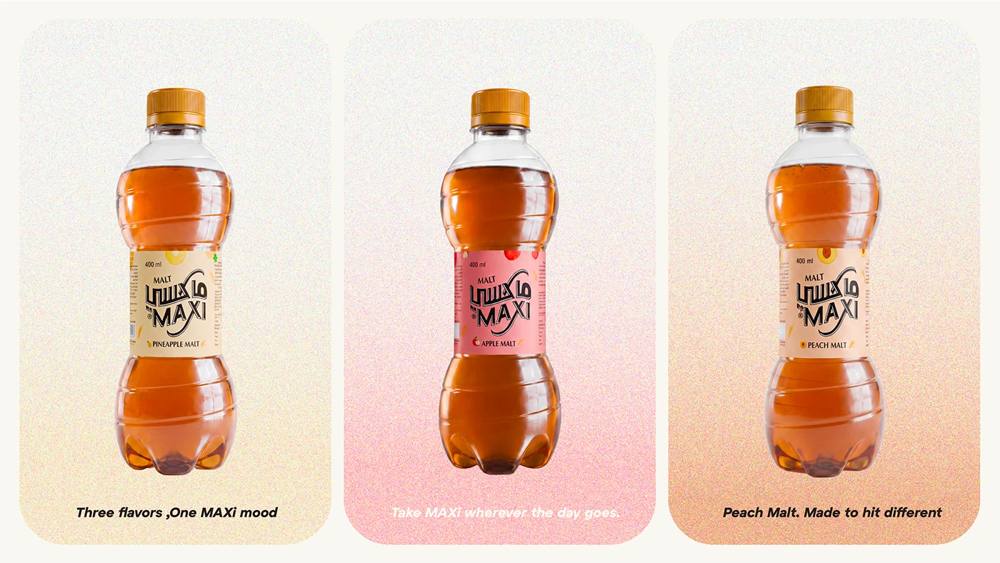 400 ml
MALT
ماكسي
MAXi
PINEAPPLE MALT
Three flavors ,One MAXi mood
400 ml
MALT
ماكسي
MAXi
APPLE MALT
Take MAXi wherever the day goes.
400 ml
MALT
ماكسي
MAXi
PEACH MALT
Peach Malt. Made to hit different